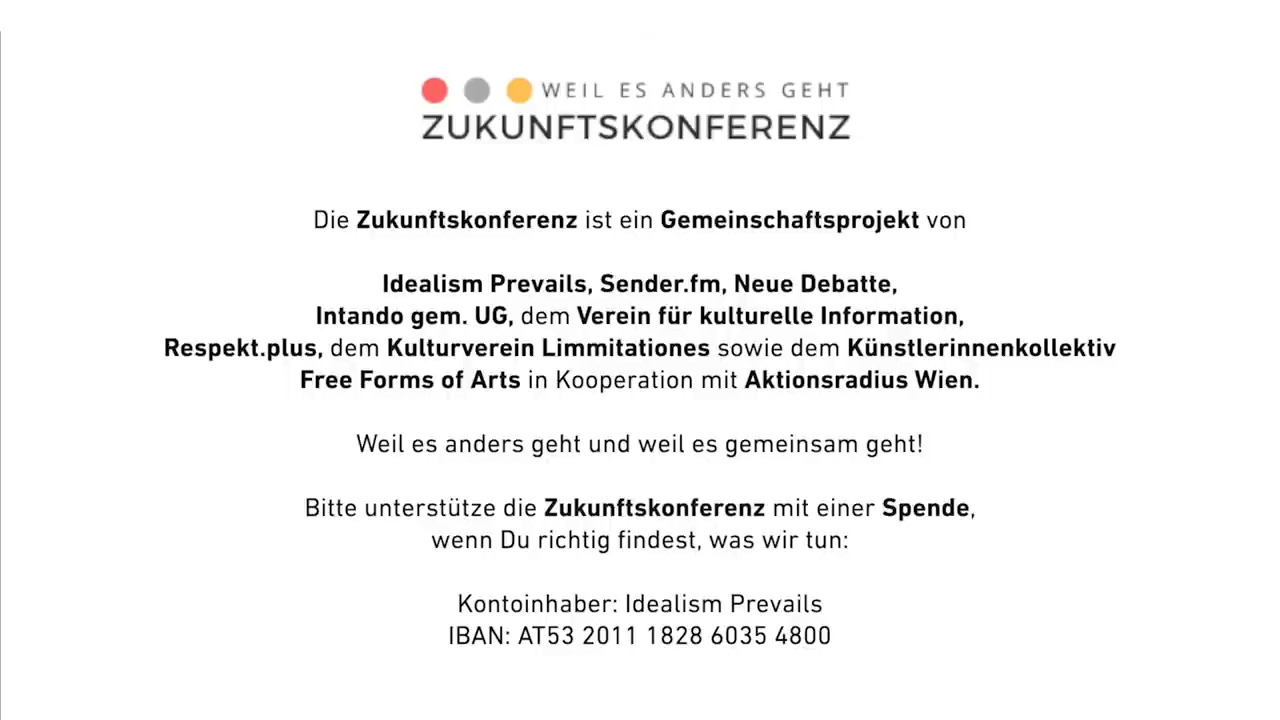 WEIL ES ANDERS GEHT
ZUKUNFTSKONFERENZ
Die Zukunftskonferenz ist ein Gemeinschaftsprojekt von
Idealism Prevails, Sender.fm, Neue Debatte,
Intando gem. UG, dem Verein für kulturelle Information,
Respekt.plus, dem Kulturverein Limmitationes sowie dem Künstlerinnenkollektiv
Free Forms of Arts in Kooperation mit Aktionsradius Wien.
Weil es anders geht und weil es gemeinsam geht!
Bitte unterstütze die Zukunftskonferenz mit einer Spende,
wenn Du richtig findest, was wir tun:
Kontoinhaber: Idealism Prevails
IBAN: AT53 2011 1828 6035 4800